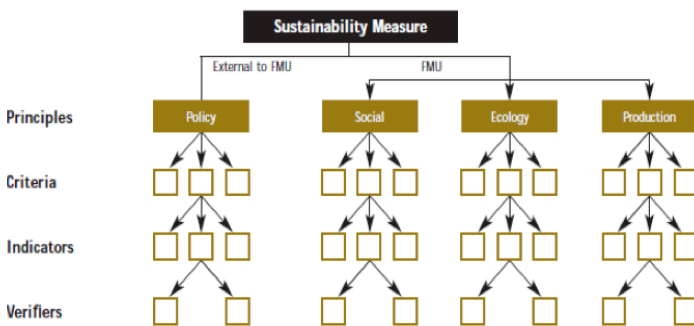 Sustainability Measure
External to FMU
FMU
Principles
Policy
Social
Ecology
Production
Criteria
Indicators
Verifiers